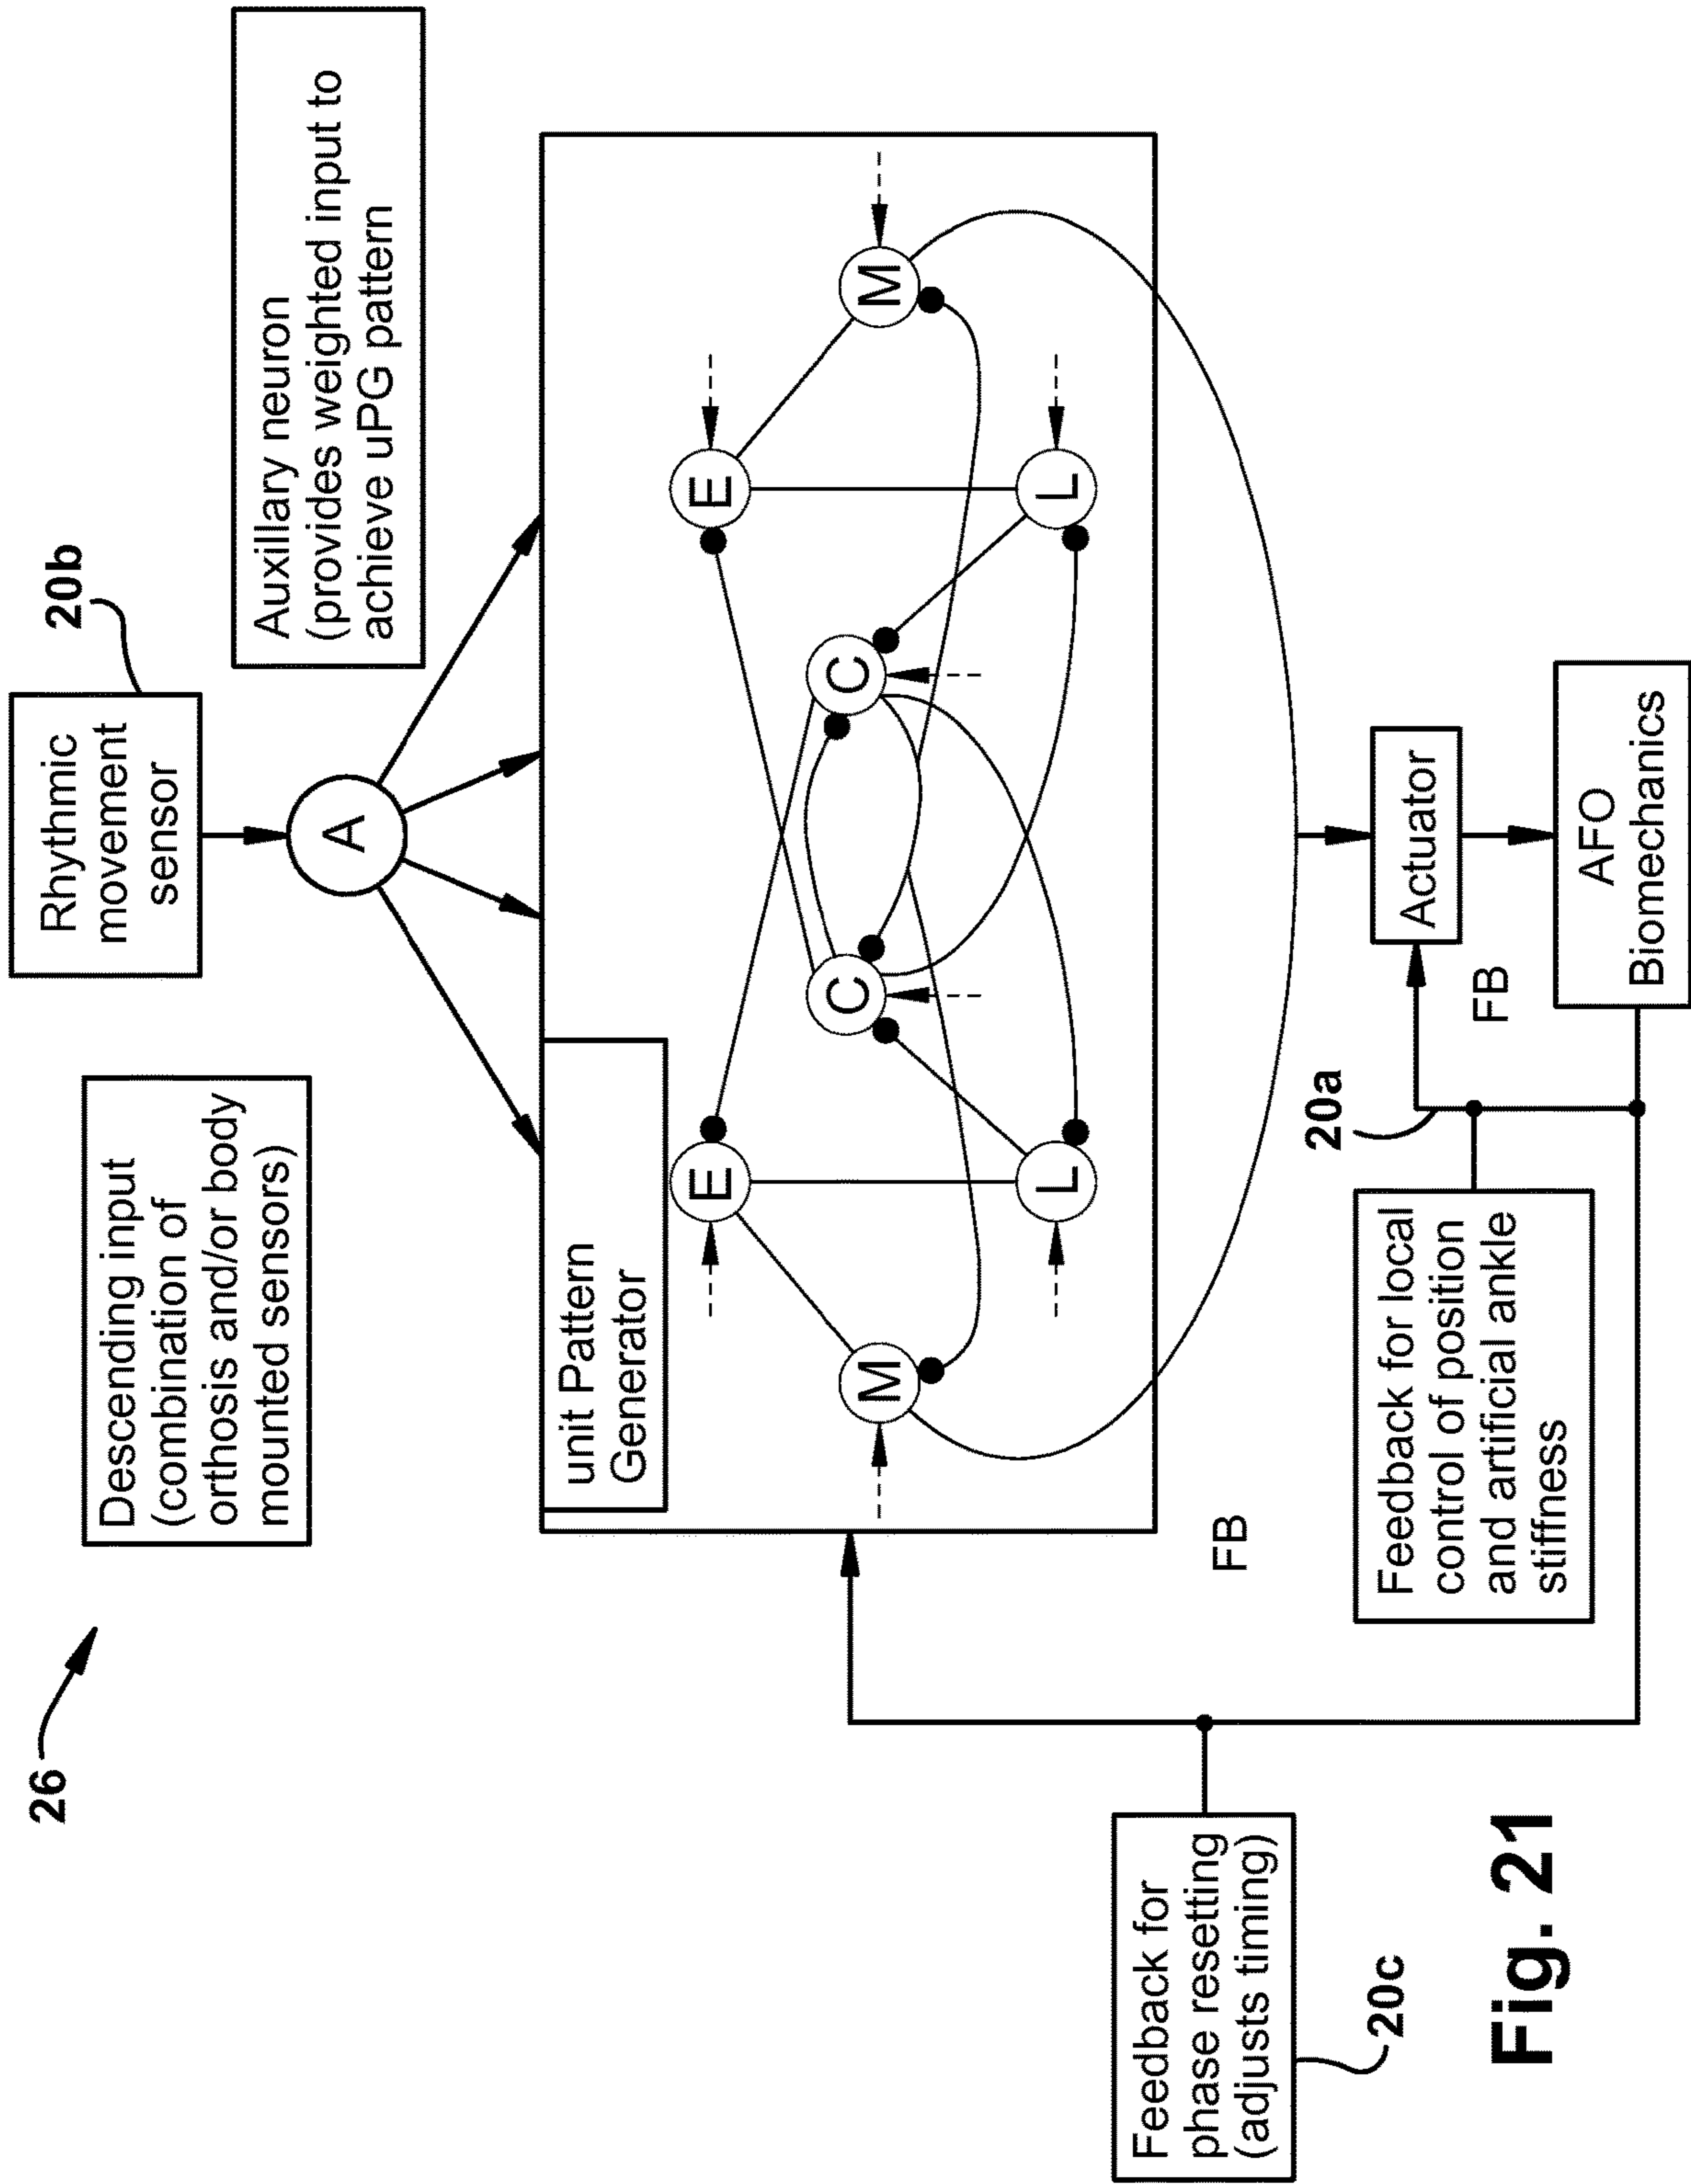 26
Descending input
(combination of
orthosis and/or body
mounted sensors)
Rhythmic
movement
sensor
20b
Auxillary neuron
(provides weighted input to
achieve uPG pattern
A
unit Pattern
Generator
E
E
M
C
C
M
L
L
FB
Feedback for
phase resetting
(adjusts timing)
20c
20a
Feedback for local
control of position
and artificial ankle
stiffness
FB
Actuator
AFO
Biomechanics
Fig. 21